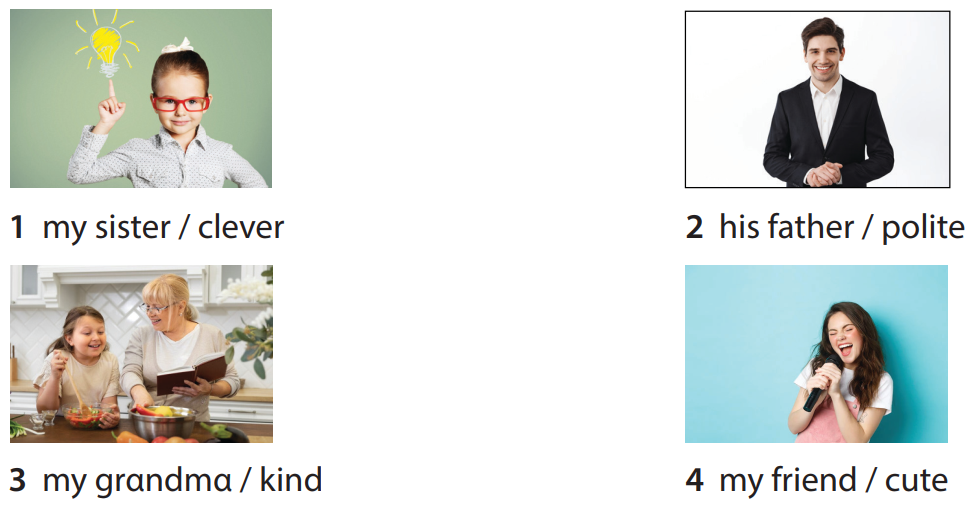 1 my sister / clever
2 his father / polite
3 my grandma / kind
4 my friend / cute